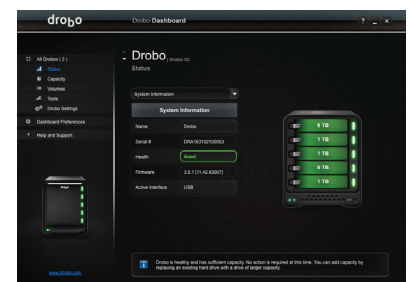 drobo
Drobo Dashboard
? _ ×
All Drobos ( 2 )
Status
Capacity
Volumes
Tools
Drobo Settings
Dashboard Preferences
? Help and Support
drobo
www.drobo.com
Drobo
Status
System Information
System Information
Name Drobo
Serial # DRA163102100053
Health Good
Firmware
Active Interface USB
6 TB
1 TB
1 TB
6 TB
1 TB
Drobo is healthy and has sufficient capacity. No action is required at this time. You can add capacity by
replacing an existing hard drive with a drive of larger capacity.